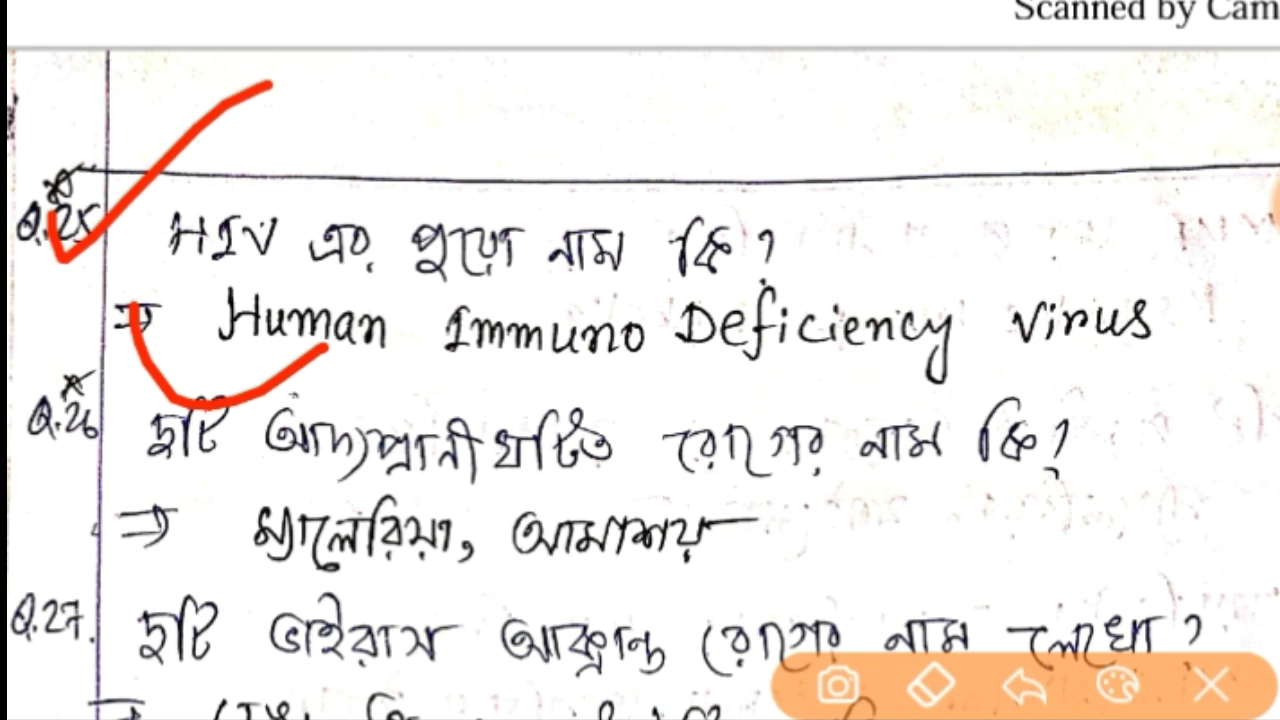 Scanned by Cam
Q.25 HIV এর পুরো নাম কি?
⇒ Human Immuno Deficiency Virus
Q.26 দুটি আদ্যপ্রানী ঘটিত রোগের নাম কি?
⇒ ম্যালেরিয়া, আমাশয়
Q.27. দুটি ভাইরাস আক্রান্ত রোগের নাম লেখো?